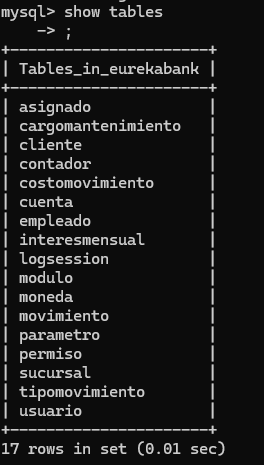 mysql> show tables
    -> ;
+---------------------+
| Tables_in_eurekabank |
+---------------------+
| asignado            |
| cargomantenimiento  |
| cliente             |
| contador            |
| costomovimiento     |
| cuenta              |
| empleado            |
| interesmensual      |
| logsession          |
| modulo              |
| moneda              |
| movimiento          |
| parametro           |
| permiso             |
| sucursal            |
| tipomovimiento      |
| usuario             |
+---------------------+
17 rows in set (0.01 sec)